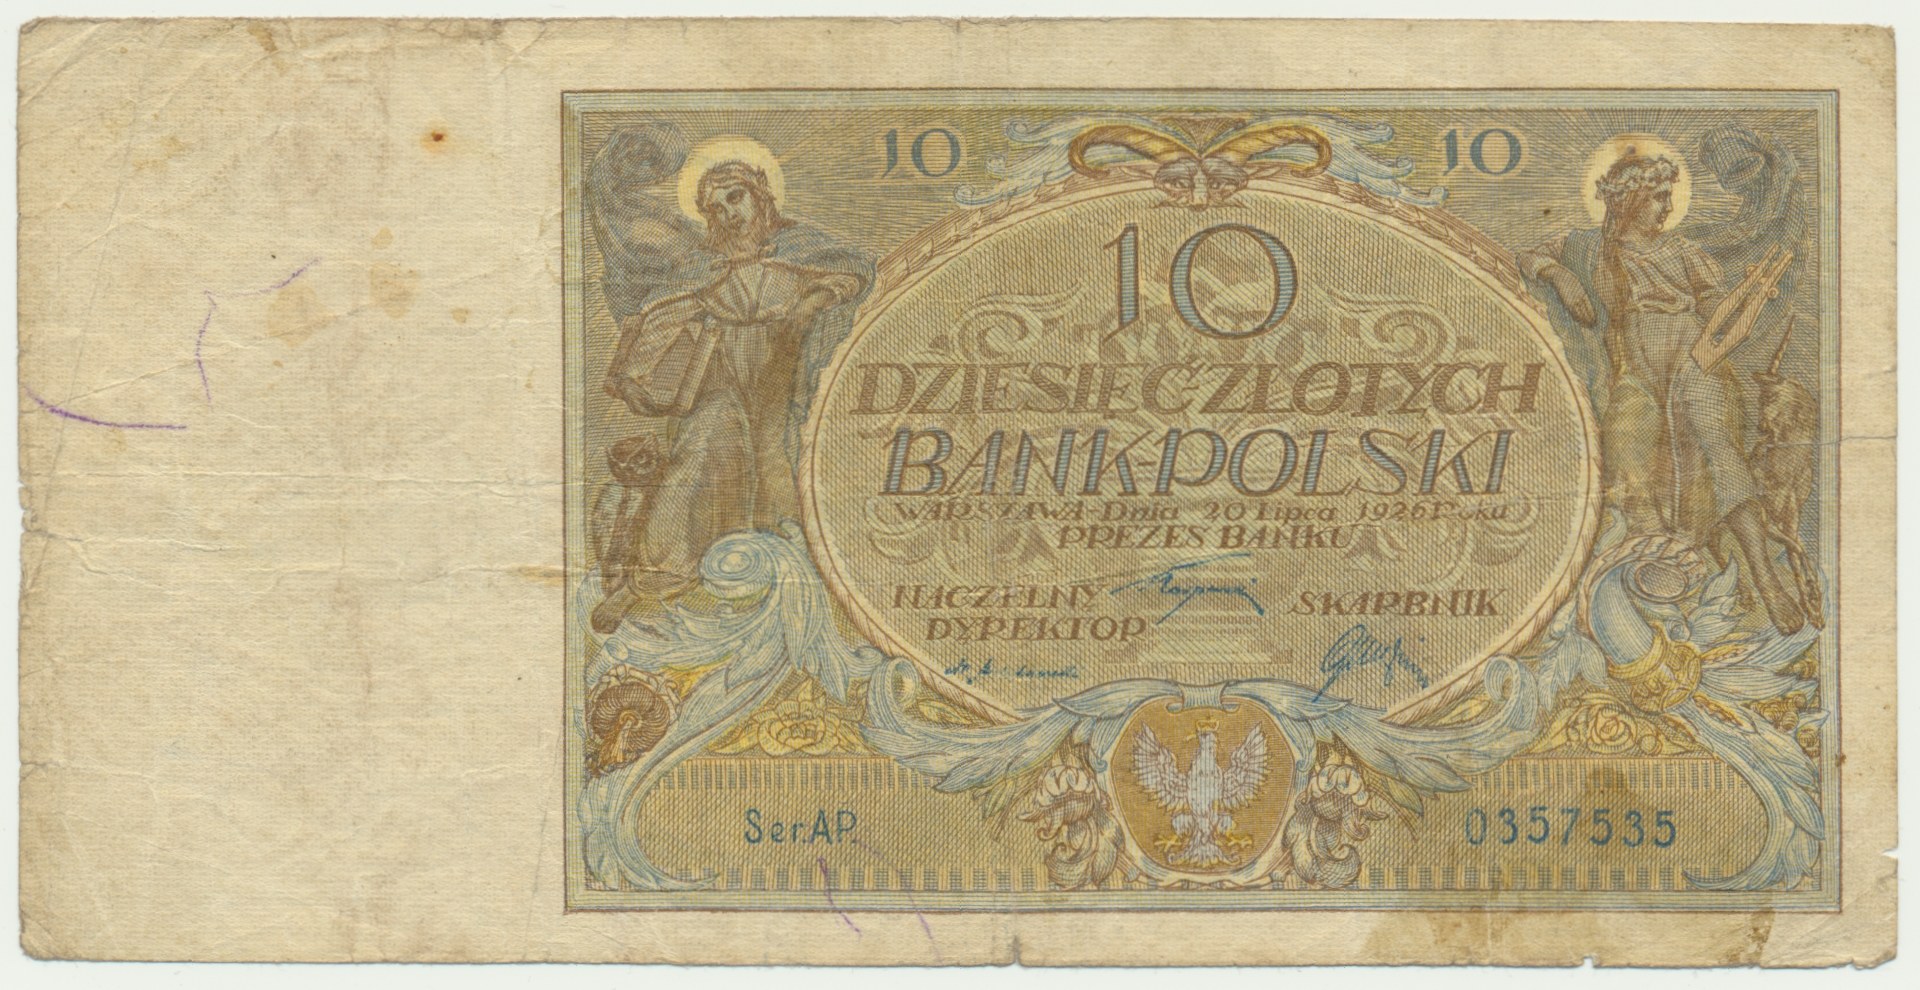 10 10
10
DZIESIĘĆ ZŁOTYCH
BANK-POLSKI
WARSZAWA-Dnia 20 Lipca 1926 Roku
PREZES BANKU
NACZELNY SKARBNIK
DYREKTOR
Ser.AP. 0357535